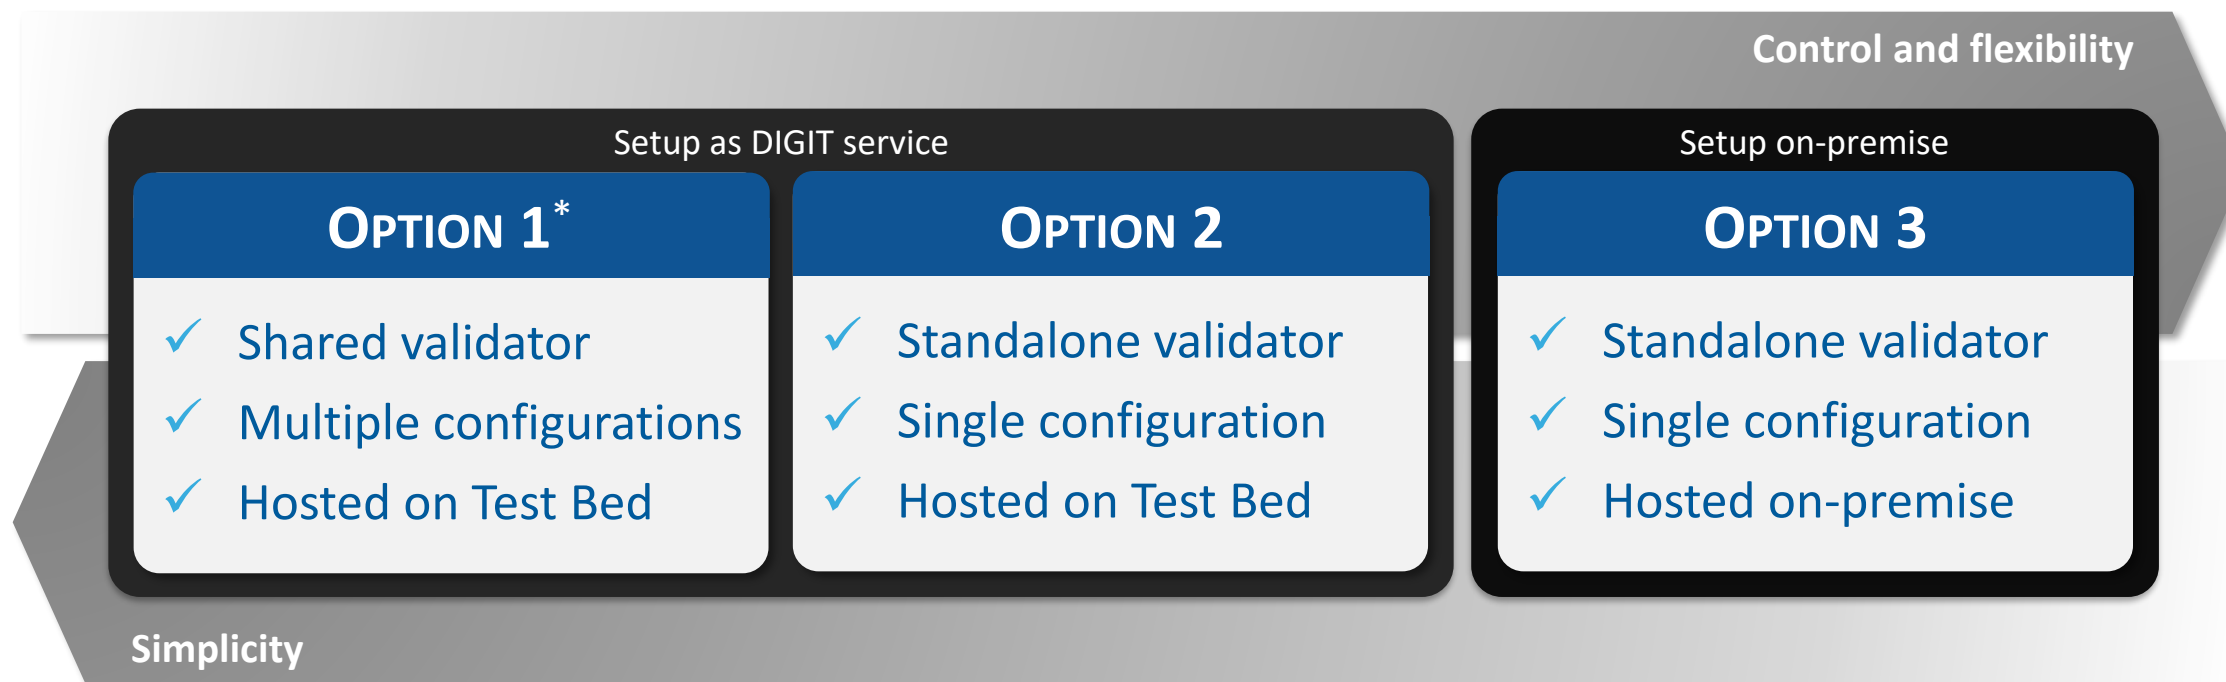 Control and flexibility
Setup as DIGIT service
OPTION 1*
✓ Shared validator
✓ Multiple configurations
✓ Hosted on Test Bed
OPTION 2
✓ Standalone validator
✓ Single configuration
✓ Hosted on Test Bed
Setup on-premise
OPTION 3
✓ Standalone validator
✓ Single configuration
✓ Hosted on-premise
Simplicity